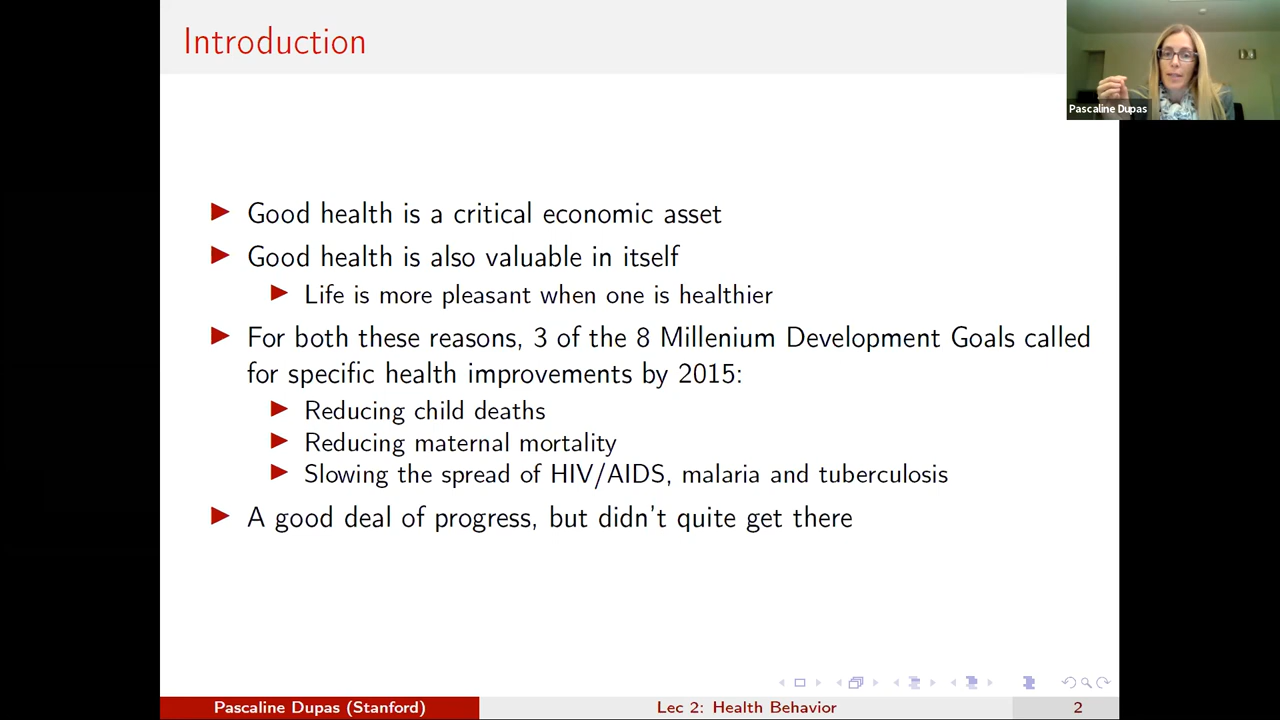 Introduction
Pascaline Dupas
Good health is a critical economic asset
Good health is also valuable in itself
Life is more pleasant when one is healthier
For both these reasons, 3 of the 8 Millenium Development Goals called
for specific health improvements by 2015:
Reducing child deaths
Reducing maternal mortality
Slowing the spread of HIV/AIDS, malaria and tuberculosis
A good deal of progress, but didn't quite get there
Pascaline Dupas (Stanford) Lec 2: Health Behavior 2